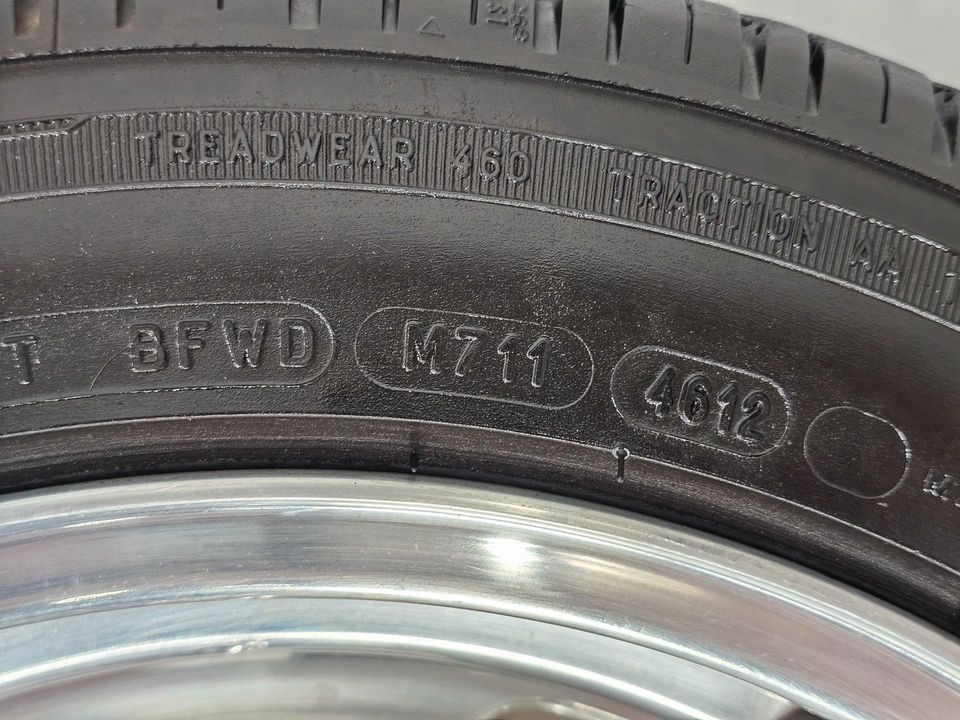 TREADWEAR 460 TRACTION AA
T BFWD M711 4612